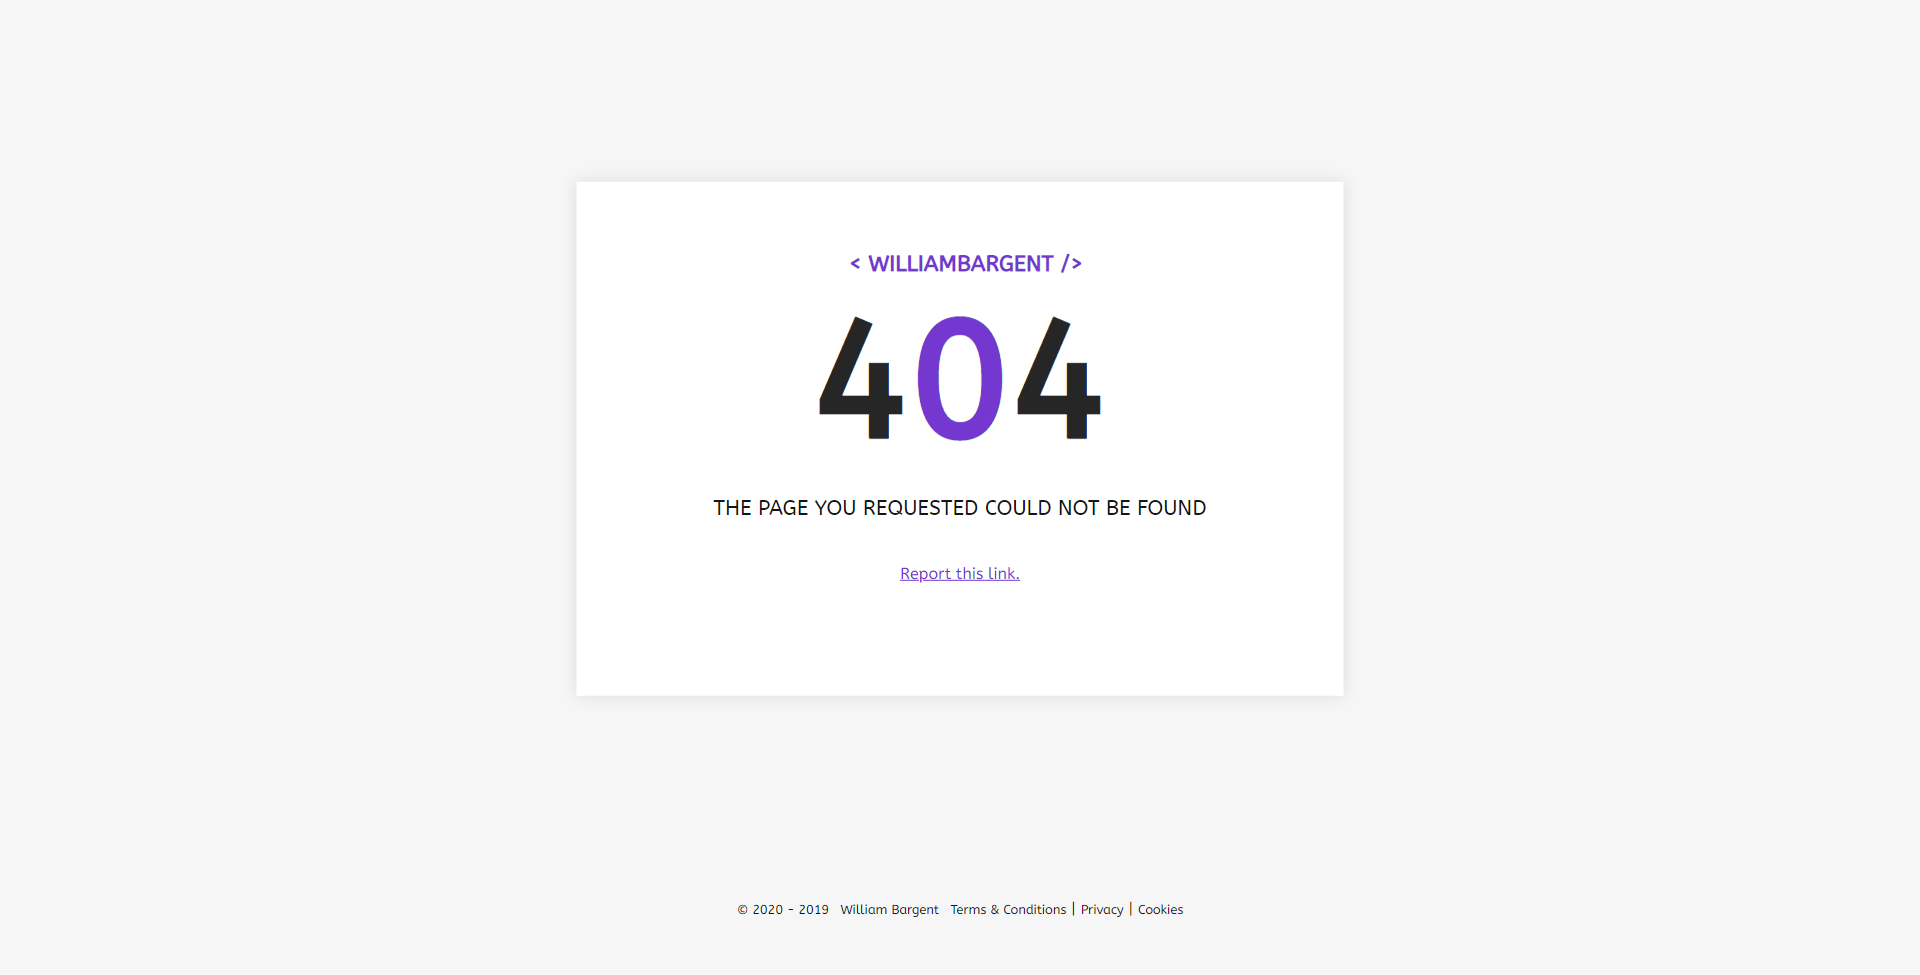 < WILLIAMBARGENT />
404
THE PAGE YOU REQUESTED COULD NOT BE FOUND
Report this link.
© 2020 - 2019 William Bargent Terms & Conditions | Privacy | Cookies